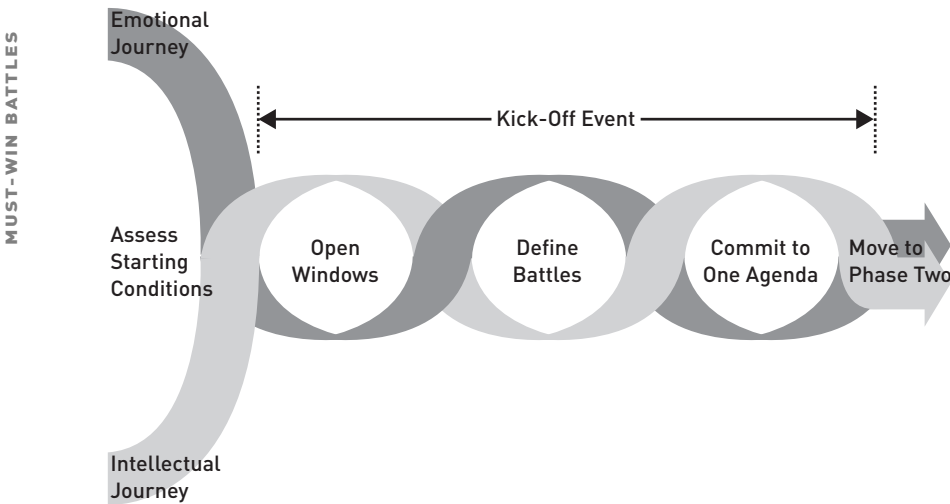 MUST-WIN BATTLES
Emotional
Journey
Kick-Off Event
Assess
Starting
Conditions
Open
Windows
Define
Battles
Commit to
One Agenda
Move to
Phase Two
Intellectual
Journey